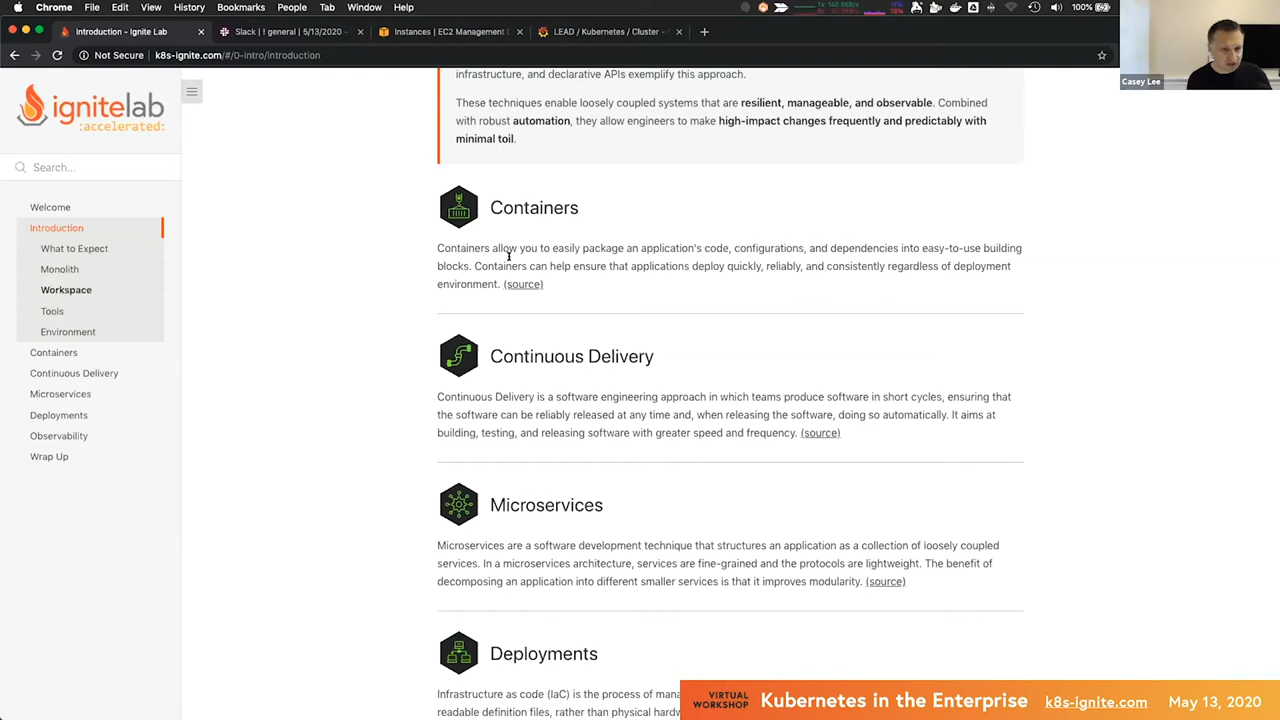 Chrome File Edit View History Bookmarks People Tab Window Help
100%
Introduction - Ignite Lab
Slack | ! general | 5/13/2020 -
Instances | EC2 Management C
LEAD / Kubernetes / Cluster -
Not Secure k8s-ignite.com/#/0-intro/introduction
Casey Lee
ignitelab
:accelerated:
Search...
Welcome
Introduction
What to Expect
Monolith
Workspace
Tools
Environment
Containers
Continuous Delivery
Microservices
Deployments
Observability
Wrap Up
infrastructure, and declarative APIs exemplify this approach.
These techniques enable loosely coupled systems that are resilient, manageable, and observable. Combined
with robust automation, they allow engineers to make high-impact changes frequently and predictably with
minimal toil.
Containers
Containers allow you to easily package an application's code, configurations, and dependencies into easy-to-use building
blocks. Containers can help ensure that applications deploy quickly, reliably, and consistently regardless of deployment
environment. (source)
Continuous Delivery
Continuous Delivery is a software engineering approach in which teams produce software in short cycles, ensuring that
the software can be reliably released at any time and, when releasing the software, doing so automatically. It aims at
building, testing, and releasing software with greater speed and frequency. (source)
Microservices
Microservices are a software development technique that structures an application as a collection of loosely coupled
services. In a microservices architecture, services are fine-grained and the protocols are lightweight. The benefit of
decomposing an application into different smaller services is that it improves modularity. (source)
Deployments
Infrastructure as code (IaC) is the process of
readable definition files, rather than physical
VIRTUAL
WORKSHOP
Kubernetes in the Enterprise k8s-ignite.com May 13, 2020